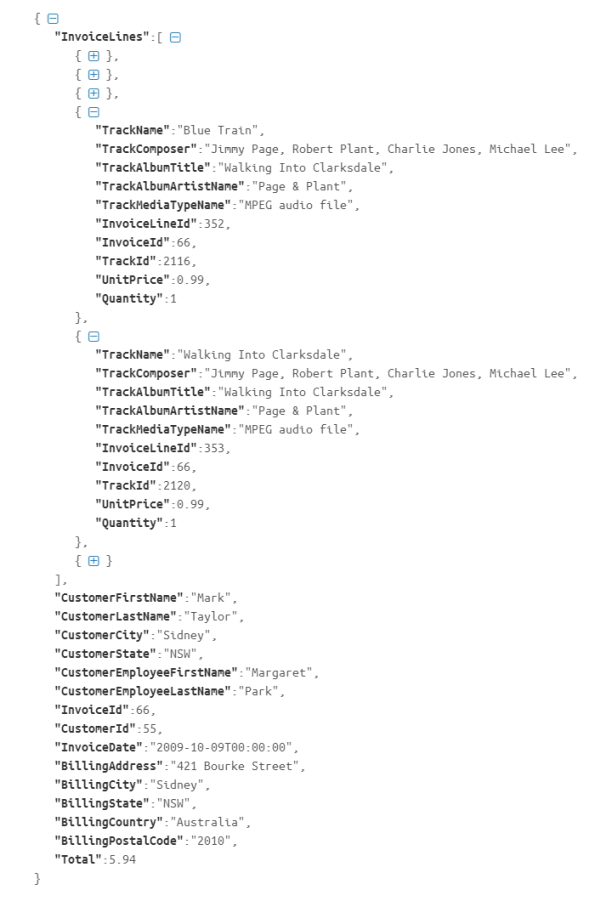 {
"InvoiceLines":[
{ },
{ },
{ },
{
"TrackName":"Blue Train",
"TrackComposer":"Jimmy Page, Robert Plant, Charlie Jones, Michael Lee",
"TrackAlbumTitle":"Walking Into Clarksdale",
"TrackAlbumArtistName":"Page & Plant",
"TrackMediaTypeName":"MPEG audio file",
"InvoiceLineId":352,
"InvoiceId":66,
"TrackId":2116,
"UnitPrice":0.99,
"Quantity":1
},
{
"TrackName":"Walking Into Clarksdale",
"TrackComposer":"Jimmy Page, Robert Plant, Charlie Jones, Michael Lee",
"TrackAlbumTitle":"Walking Into Clarksdale",
"TrackAlbumArtistName":"Page & Plant",
"TrackMediaTypeName":"MPEG audio file",
"InvoiceLineId":353,
"InvoiceId":66,
"TrackId":2120,
"UnitPrice":0.99,
"Quantity":1
},
{ }
],
"CustomerFirstName":"Mark",
"CustomerLastName":"Taylor",
"CustomerCity":"Sidney",
"CustomerState":"NSW",
"CustomerEmployeeFirstName":"Margaret",
"CustomerEmployeeLastName":"Park",
"InvoiceId":66,
"CustomerId":55,
"InvoiceDate":"2009-10-09T00:00:00",
"BillingAddress":"421 Bourke Street",
"BillingCity":"Sidney",
"BillingState":"NSW",
"BillingCountry":"Australia",
"BillingPostalCode":"2010",
"Total":5.94
}